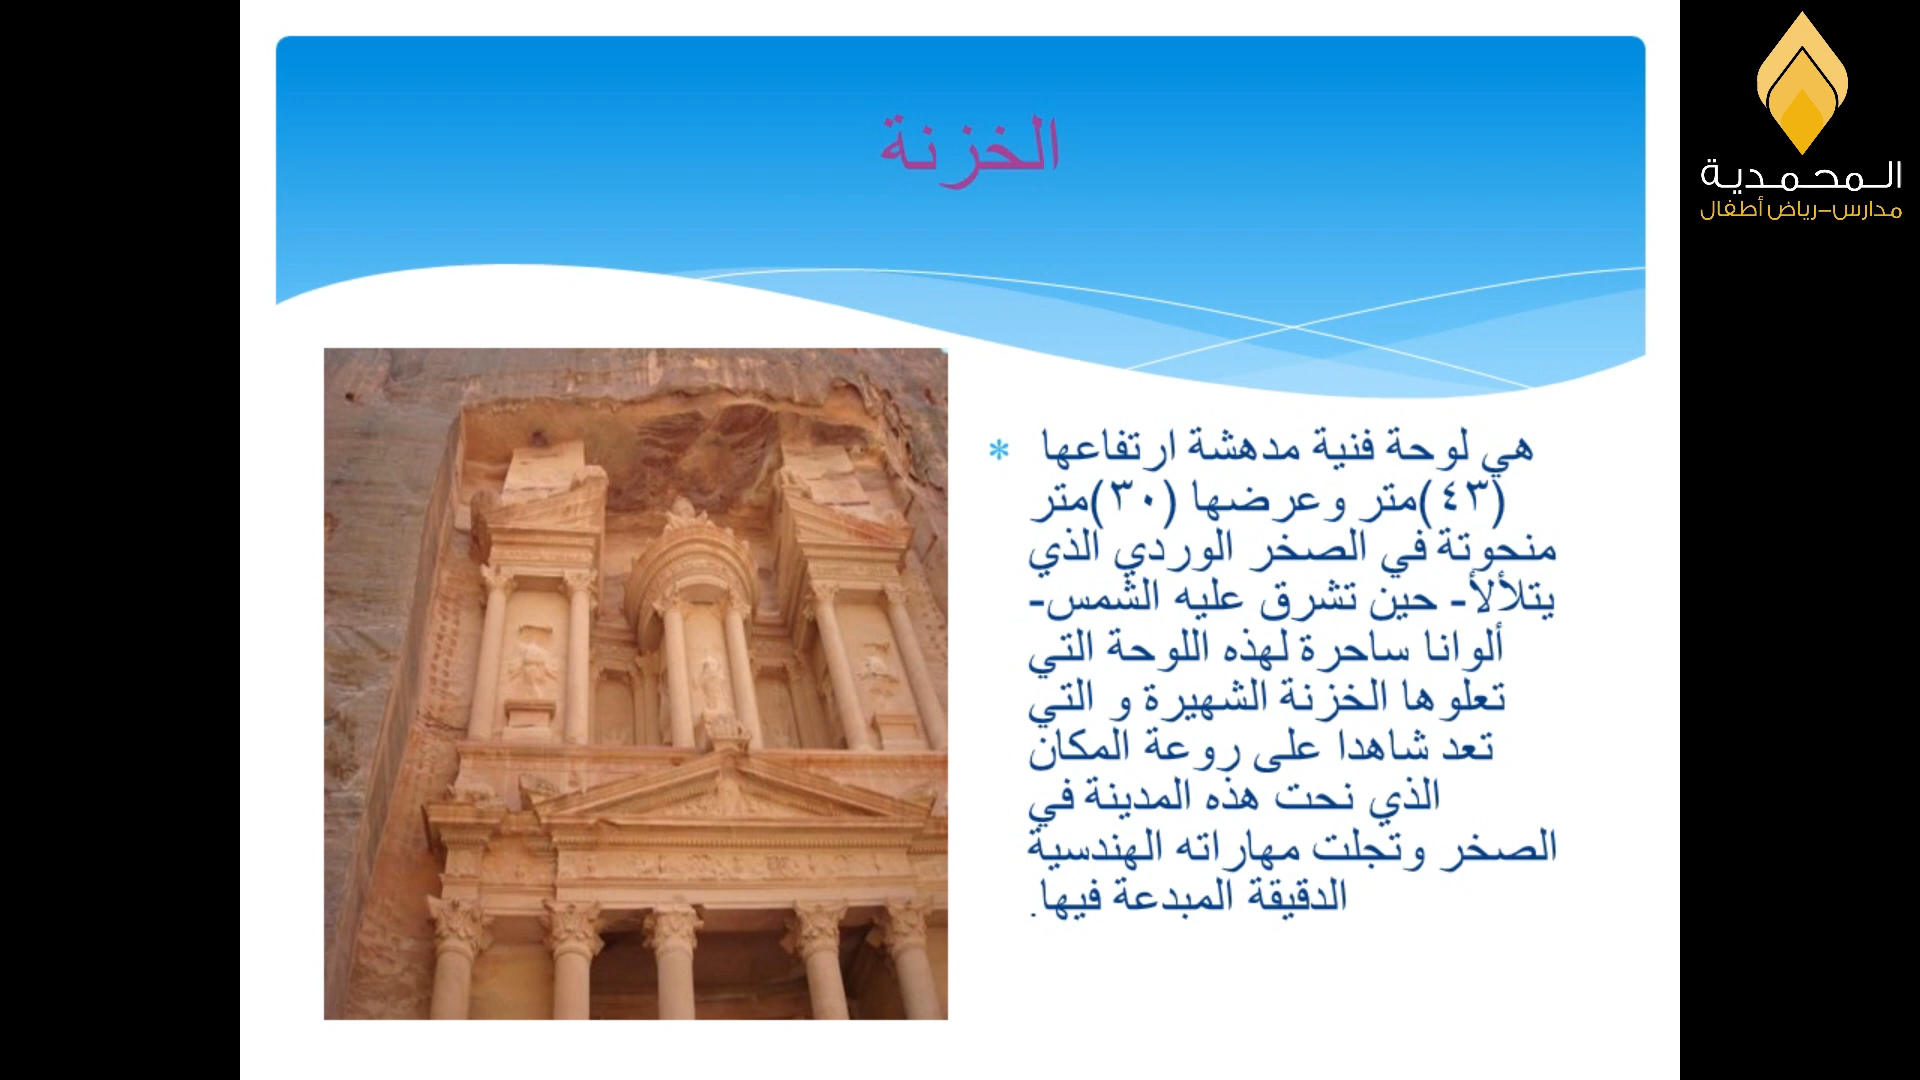 الخزنة
المحمدية
مدارس-رياض أطفال
* هي لوحة فنية مدهشة ارتفاعها
(٤٣)متر وعرضها (٣٠)متر
منحوتة في الصخر الوردي الذي
يتلألأ- حين تشرق عليه الشمس-
ألوانا ساحرة لهذه اللوحة التي
تعلوها الخزنة الشهيرة و التي
تعد شاهدا على روعة المكان
الذي نحت هذه المدينة في
الصخر وتجلت مهاراته الهندسية
الدقيقة المبدعة فيها.